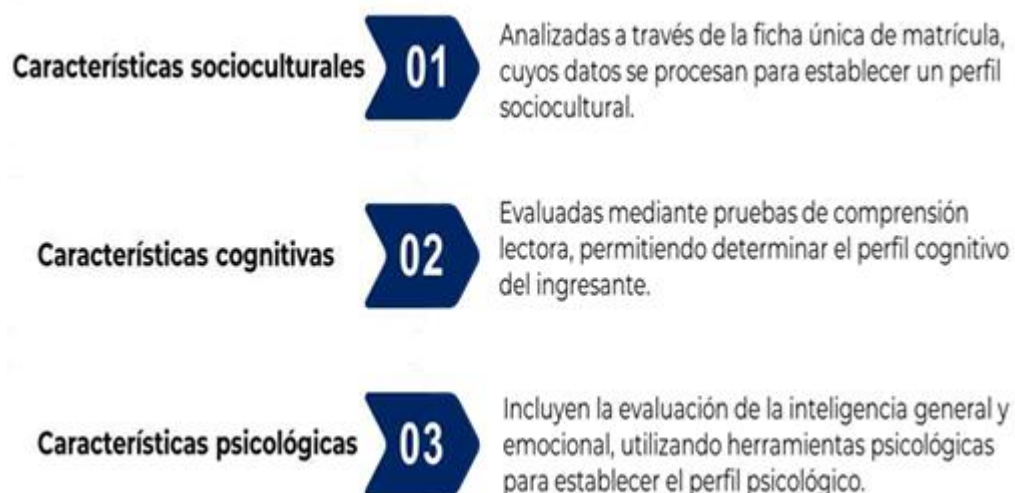 Características socioculturales
01
Analizadas a través de la ficha única de matrícula,
cuyos datos se procesan para establecer un perfil
sociocultural.
Características cognitivas
02
Evaluadas mediante pruebas de comprensión
lectora, permitiendo determinar el perfil cognitivo
del ingresante.
Características psicológicas
03
Incluyen la evaluación de la inteligencia general y
emocional, utilizando herramientas psicológicas
para establecer el perfil psicológico.